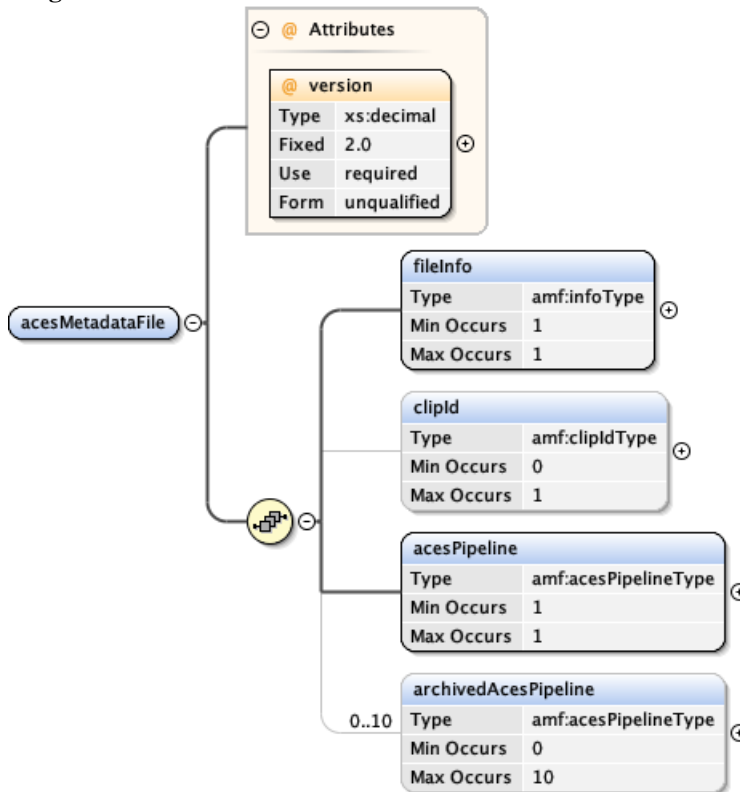 @ Attributes
@ version
Type xs:decimal
Fixed 2.0
Use required
Form unqualified
acesMetadataFile
fileInfo
Type amf:infoType
Min Occurs 1
Max Occurs 1
clipId
Type amf:clipIdType
Min Occurs 0
Max Occurs 1
acesPipeline
Type amf:acesPipelineType
Min Occurs 1
Max Occurs 1
0..10
archivedAcesPipeline
Type amf:acesPipelineType
Min Occurs 0
Max Occurs 10